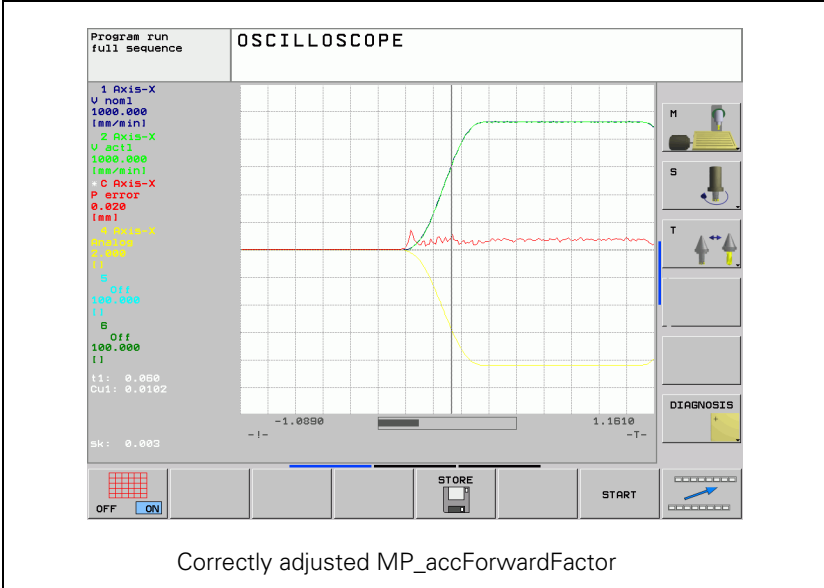 Program run
full sequence
OSCILLOSCOPE
1 Axis-X
V noml
1000.000
[mm/min]
2 Axis-X
V actl
1000.000
[mm/min]
*C Axis-X
P error
0.020
[mm]
4 Axis-X
Analog
2.000
[]
5
Off
100.000
[]
6
Off
100.000
[]
t1: 0.060
Cu1: 0.0102
sk: 0.003
-1.0890
1.1610
-!-
-T-
M
S
T
DIAGNOSIS
OFF ON
STORE
START
Correctly adjusted MP_accForwardFactor